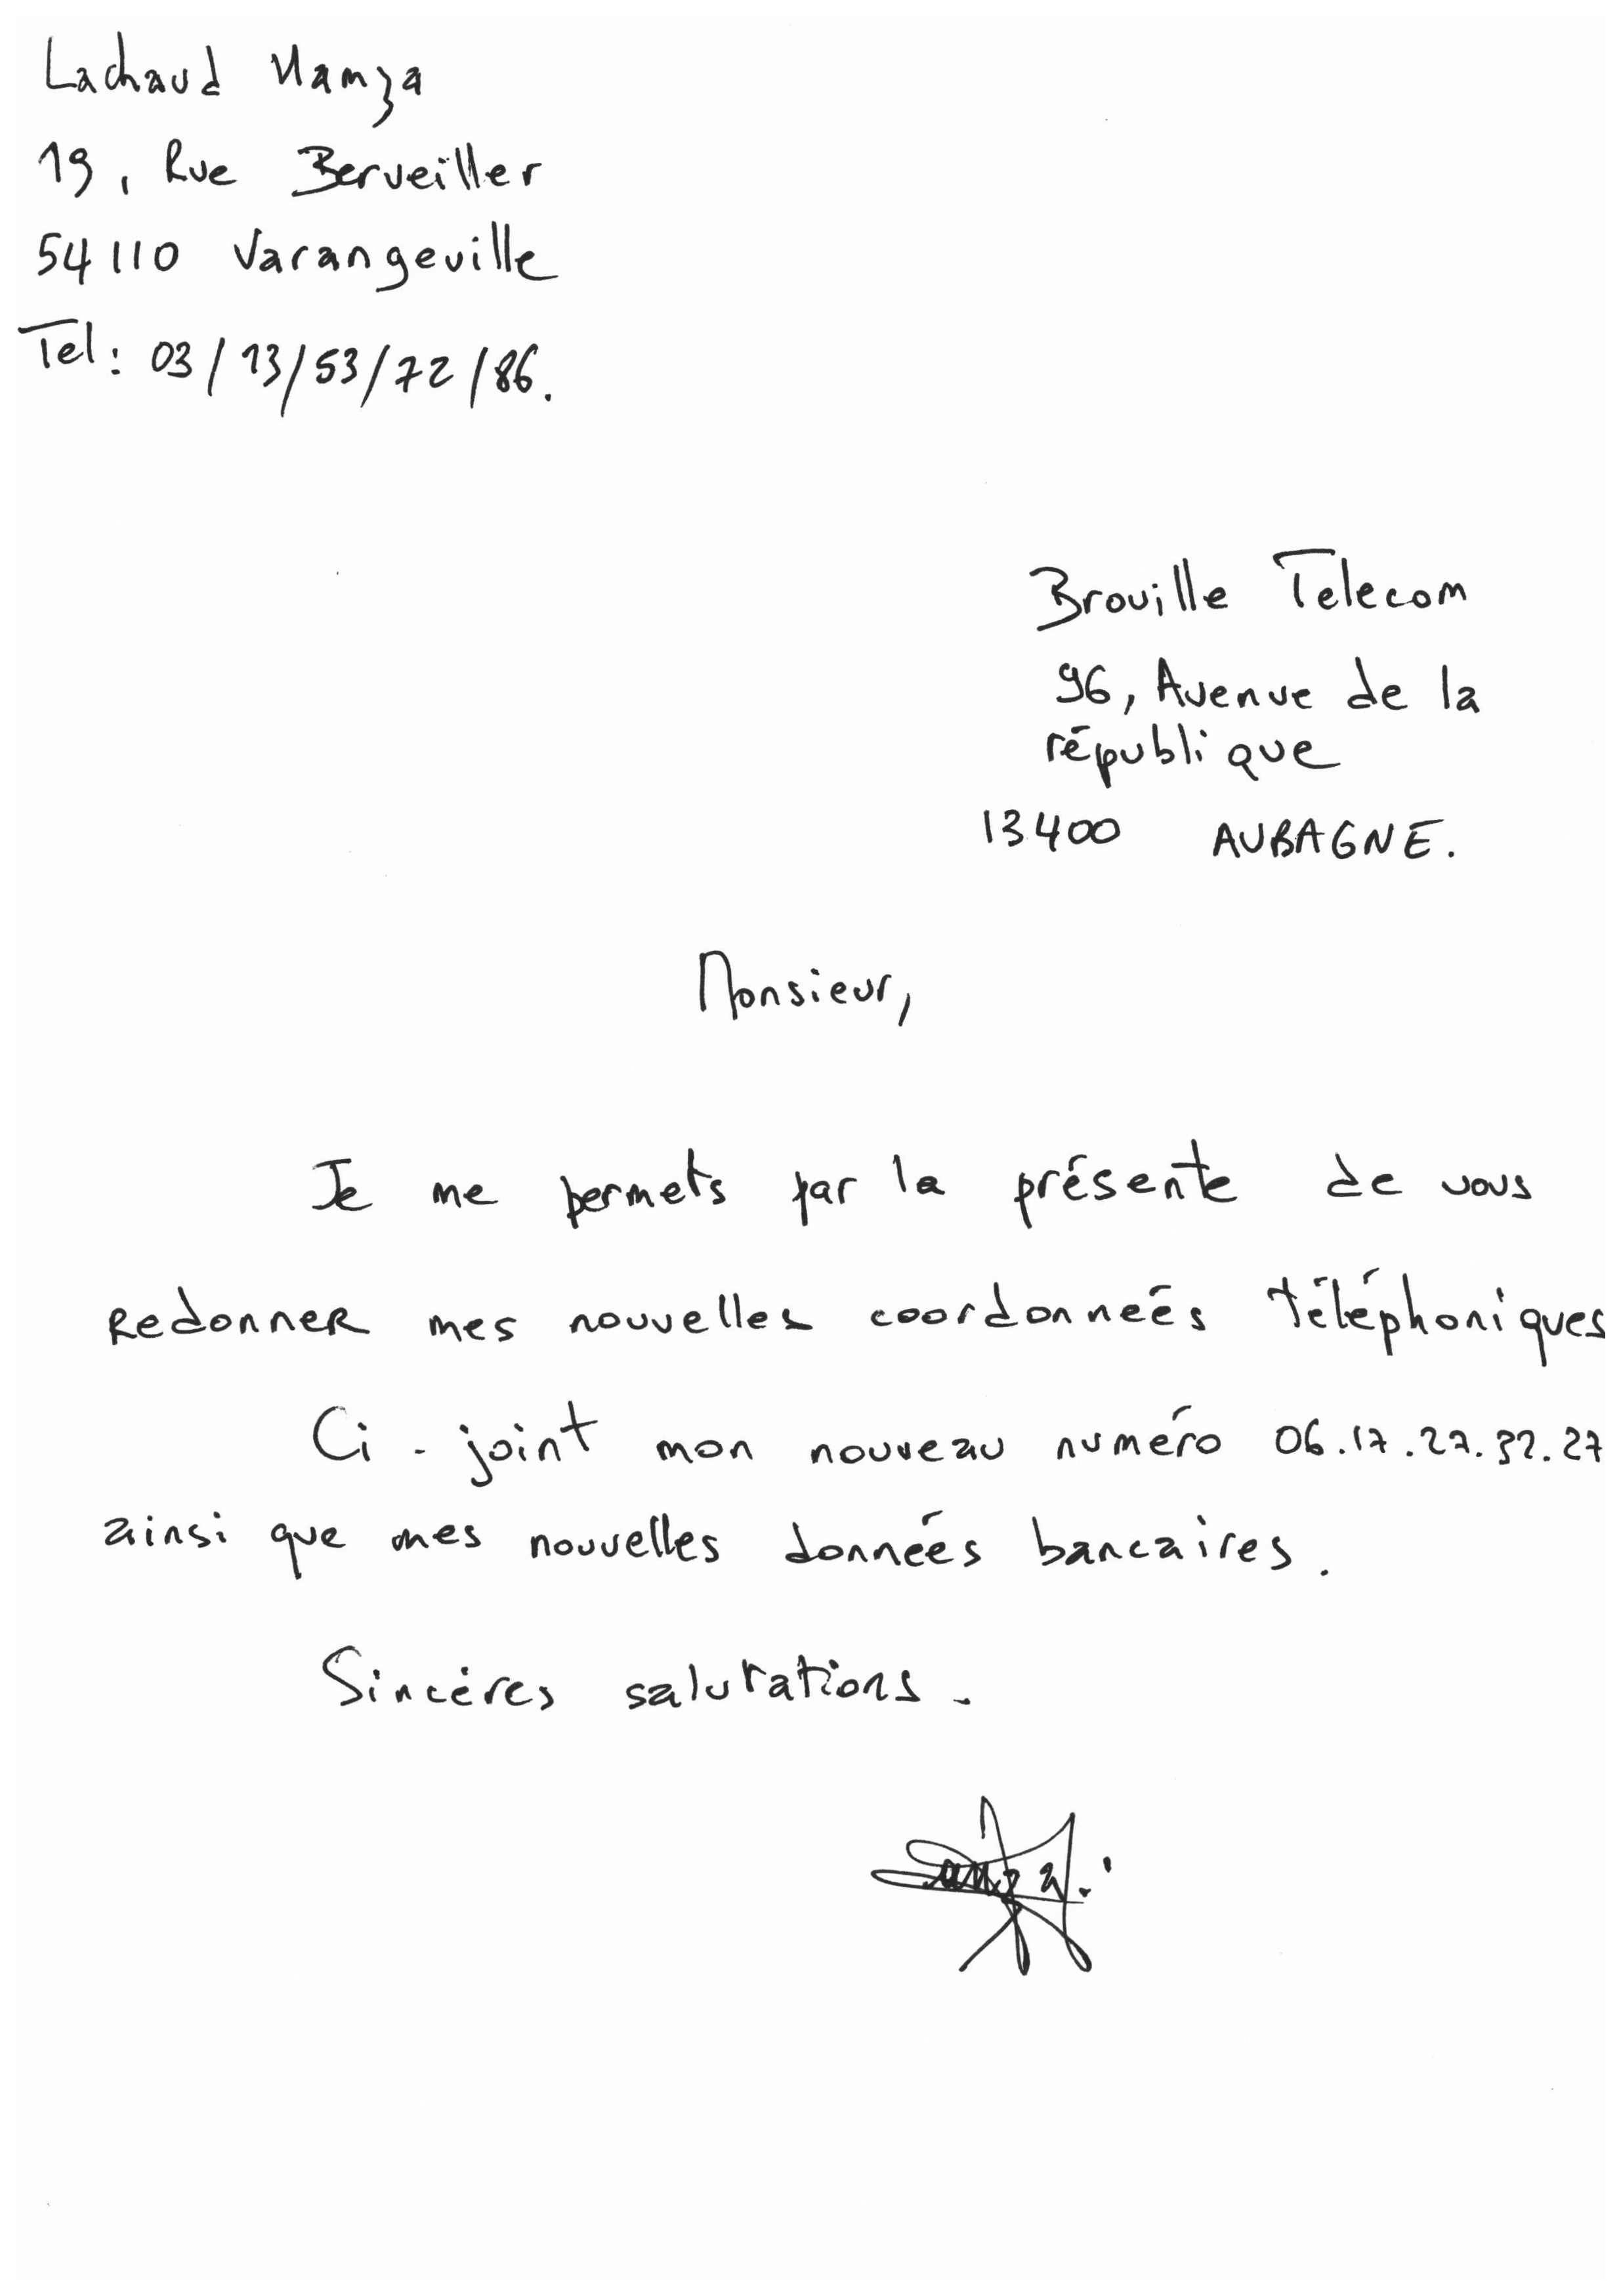 Lachaud Hamza
19, Rue Berveiller
54110 Varangeville
Tel: 03/13/53/72/86.
Brouille Telecom
96, Avenue de la
république
13400 AUBAGNE.
Monsieur,
Je me permets par la présente de vous
redonner mes nouvelles coordonneés téléphoniques
Ci-joint mon nouveau numéro 06.17.27.32.27
ainsi que mes nouvelles donneés bancaires.
Sincéres salutations.